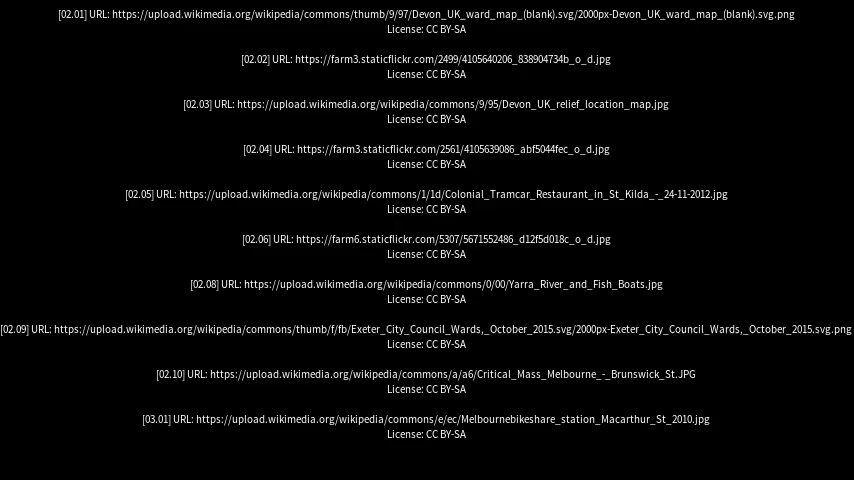 [02.01] URL: https://upload.wikimedia.org/wikipedia/commons/thumb/9/97/Devon_UK_ward_map_(blank).svg/2000px-Devon_UK_ward_map_(blank).svg.png
License: CC BY-SA
[02.02] URL: https://farm3.staticflickr.com/2499/4105640206_838904734b_o_d.jpg
License: CC BY-SA
[02.03] URL: https://upload.wikimedia.org/wikipedia/commons/9/95/Devon_UK_relief_location_map.jpg
License: CC BY-SA
[02.04] URL: https://farm3.staticflickr.com/2561/4105639086_abf5044fec_o_d.jpg
License: CC BY-SA
[02.05] URL: https://upload.wikimedia.org/wikipedia/commons/1/1d/Colonial_Tramcar_Restaurant_in_St_Kilda_-_24-11-2012.jpg
License: CC BY-SA
[02.06] URL: https://farm6.staticflickr.com/5307/5671552486_d12f5d018c_o_d.jpg
License: CC BY-SA
[02.08] URL: https://upload.wikimedia.org/wikipedia/commons/0/00/Yarra_River_and_Fish_Boats.jpg
License: CC BY-SA
[02.09] URL: https://upload.wikimedia.org/wikipedia/commons/thumb/f/fb/Exeter_City_Council_Wards,_October_2015.svg/2000px-Exeter_City_Council_Wards,_October_2015.svg.png
License: CC BY-SA
[02.10] URL: https://upload.wikimedia.org/wikipedia/commons/a/a6/Critical_Mass_Melbourne_-_Brunswick_St.JPG
License: CC BY-SA
[03.01] URL: https://upload.wikimedia.org/wikipedia/commons/e/ec/Melbournebikeshare_station_Macarthur_St_2010.jpg
License: CC BY-SA